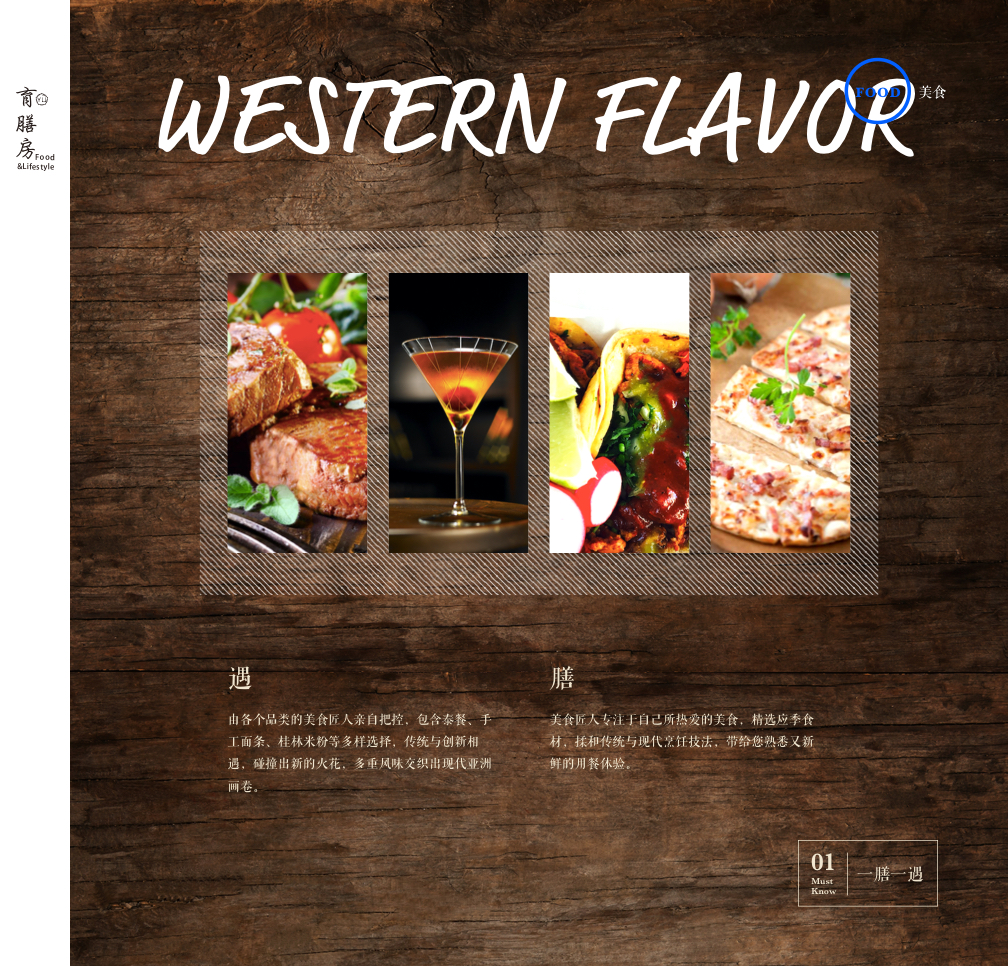 育
膳
房 Food
&Lifestyle
WESTERN FLAVOR
FOOD 美食
遇
由各个品类的美食匠人亲自把控，包含泰餐、手
工面条、桂林米粉等多样选择，传统与创新相
遇，碰撞出新的火花，多重风味交织出现代亚洲
画卷。
膳
美食匠人专注于自己所热爱的美食，精选应季食
材，揉和传统与现代烹饪技法，带给您熟悉又新
鲜的用餐体验。
01
Must
Know
一膳一遇